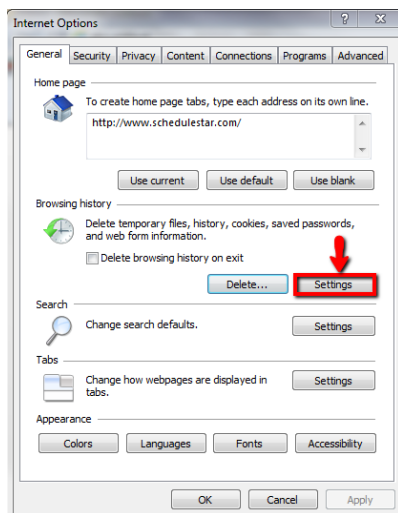 Internet Options
General Security Privacy Content Connections Programs Advanced
Home page
To create home page tabs, type each address on its own line.
http://www.schedulestar.com/
Use current Use default Use blank
Browsing history
Delete temporary files, history, cookies, saved passwords,
and web form information.
Delete browsing history on exit
Delete... Settings
Search
Change search defaults. Settings
Tabs
Change how webpages are displayed in Settings
tabs.
Appearance
Colors Languages Fonts Accessibility
OK Cancel Apply